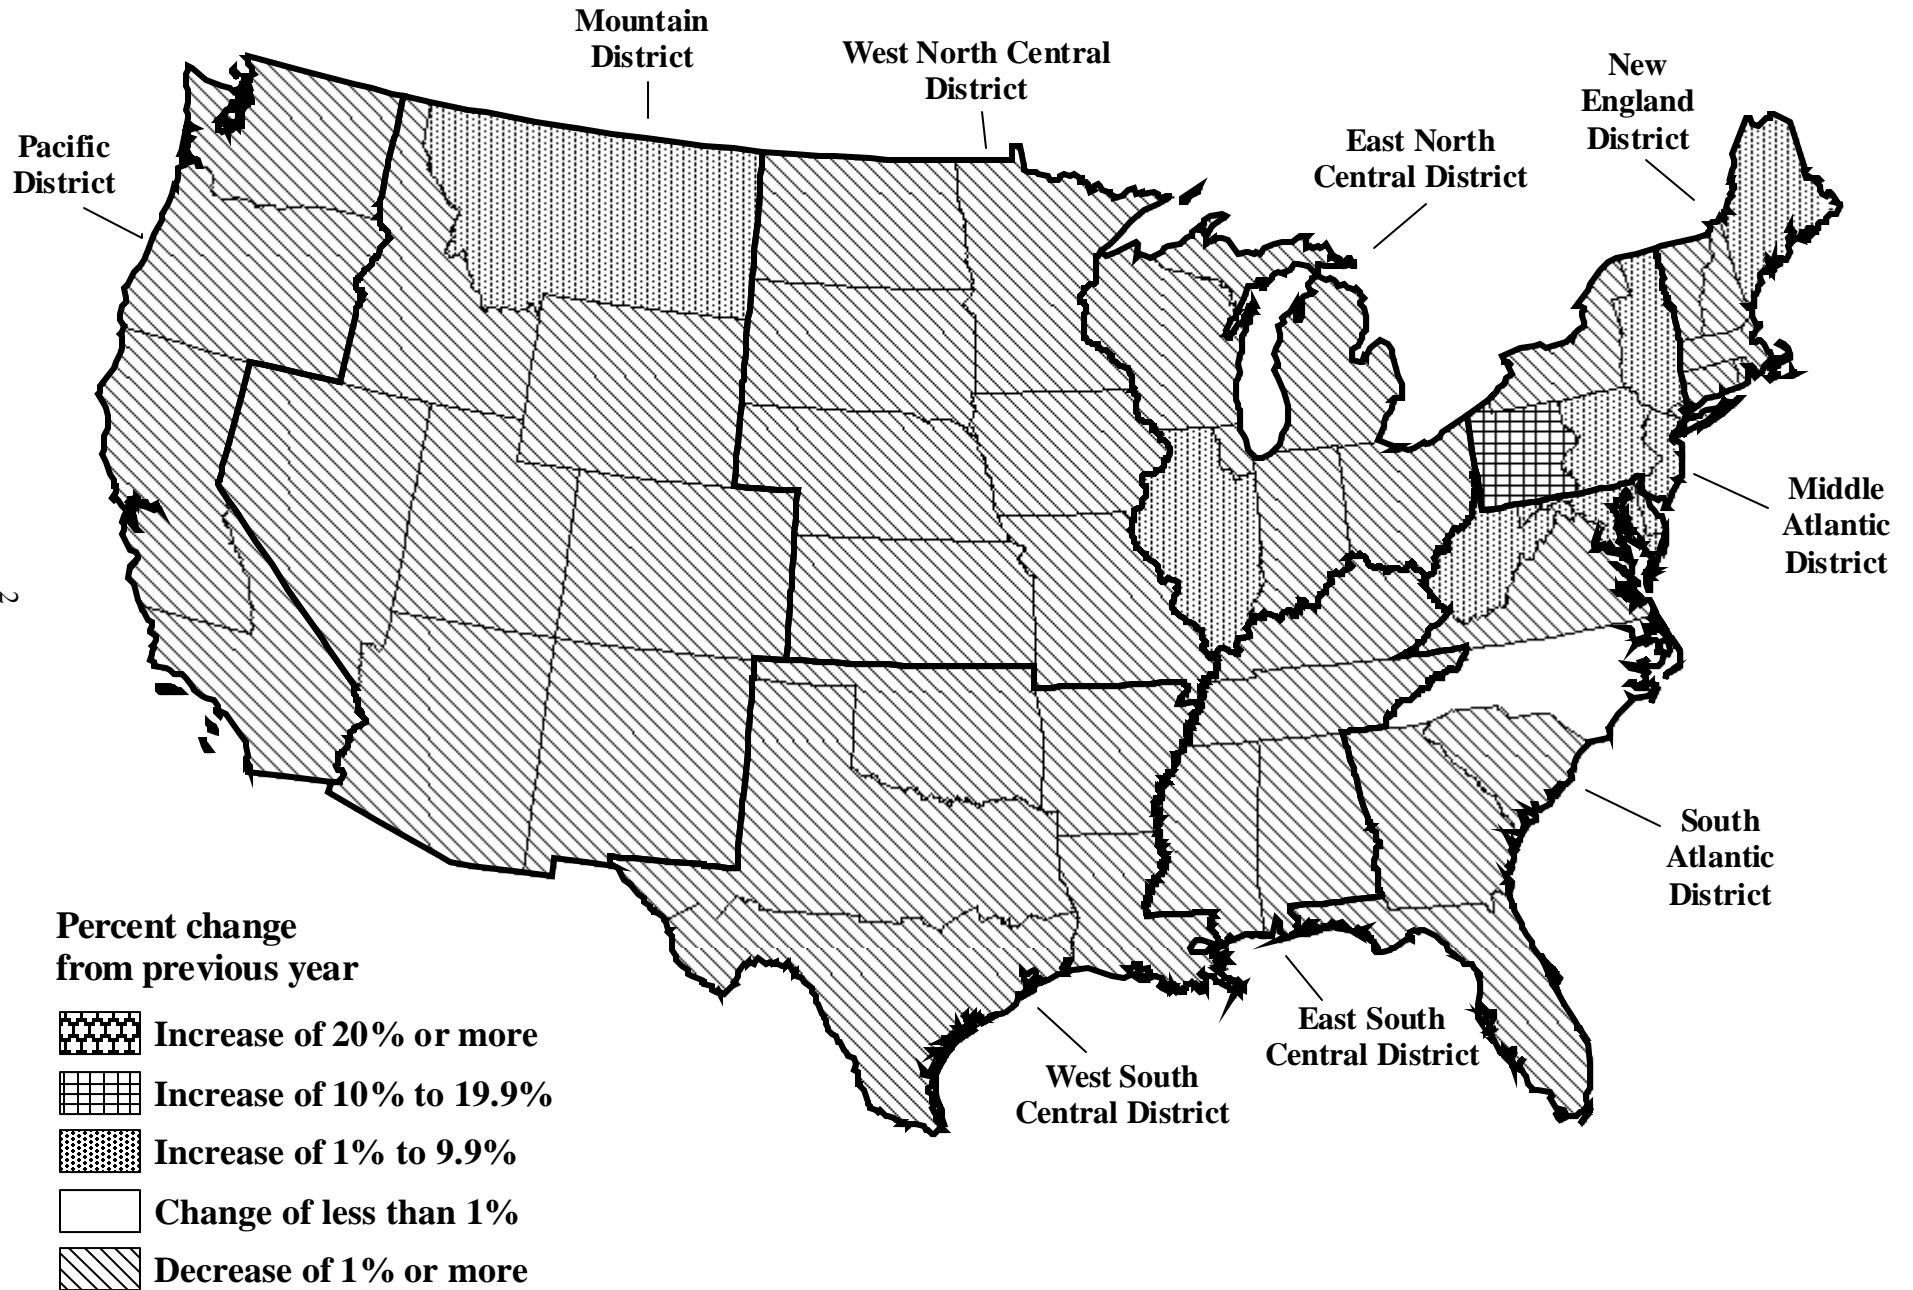 Mountain
District
West North Central
District
New
England
District
East North
Central District
Pacific
District
Middle
Atlantic
District
South
Atlantic
District
East South
Central District
West South
Central District
2
Percent change
from previous year
Increase of 20% or more
Increase of 10% to 19.9%
Increase of 1% to 9.9%
Change of less than 1%
Decrease of 1% or more